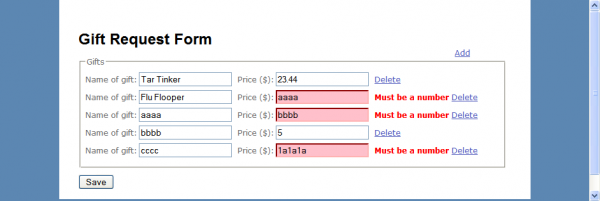 Gift Request Form
Add
Gifts
Name of gift: Tar Tinker Price ($): 23.44 Delete
Name of gift: Flu Flooper Price ($): aaaa Must be a number Delete
Name of gift: aaaa Price ($): bbbb Must be a number Delete
Name of gift: bbbb Price ($): 5 Delete
Name of gift: cccc Price ($): 1a1a1a Must be a number Delete
Save